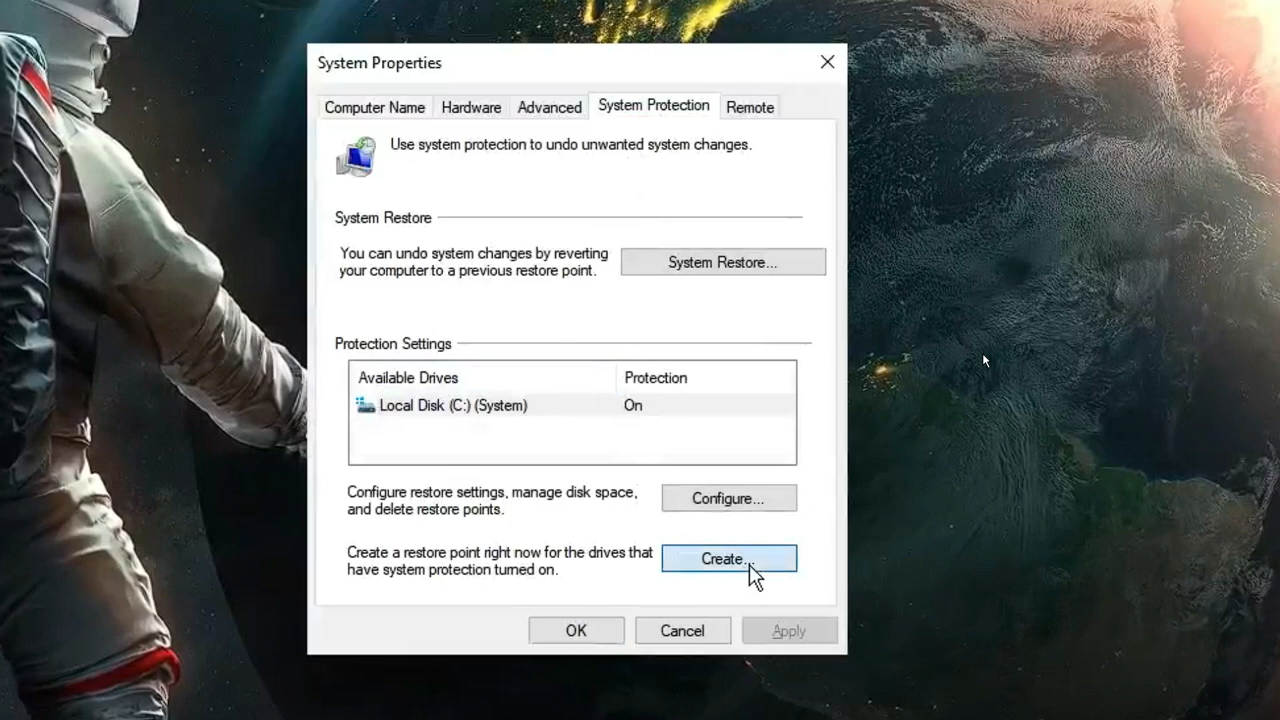 System Properties
Computer Name Hardware Advanced System Protection Remote
Use system protection to undo unwanted system changes.
System Restore
You can undo system changes by reverting
your computer to a previous restore point.
System Restore...
Protection Settings
Available Drives Protection
Local Disk (C:) (System) On
Configure restore settings, manage disk space,
and delete restore points.
Configure...
Create a restore point right now for the drives that
have system protection turned on.
Create...
OK Cancel Apply